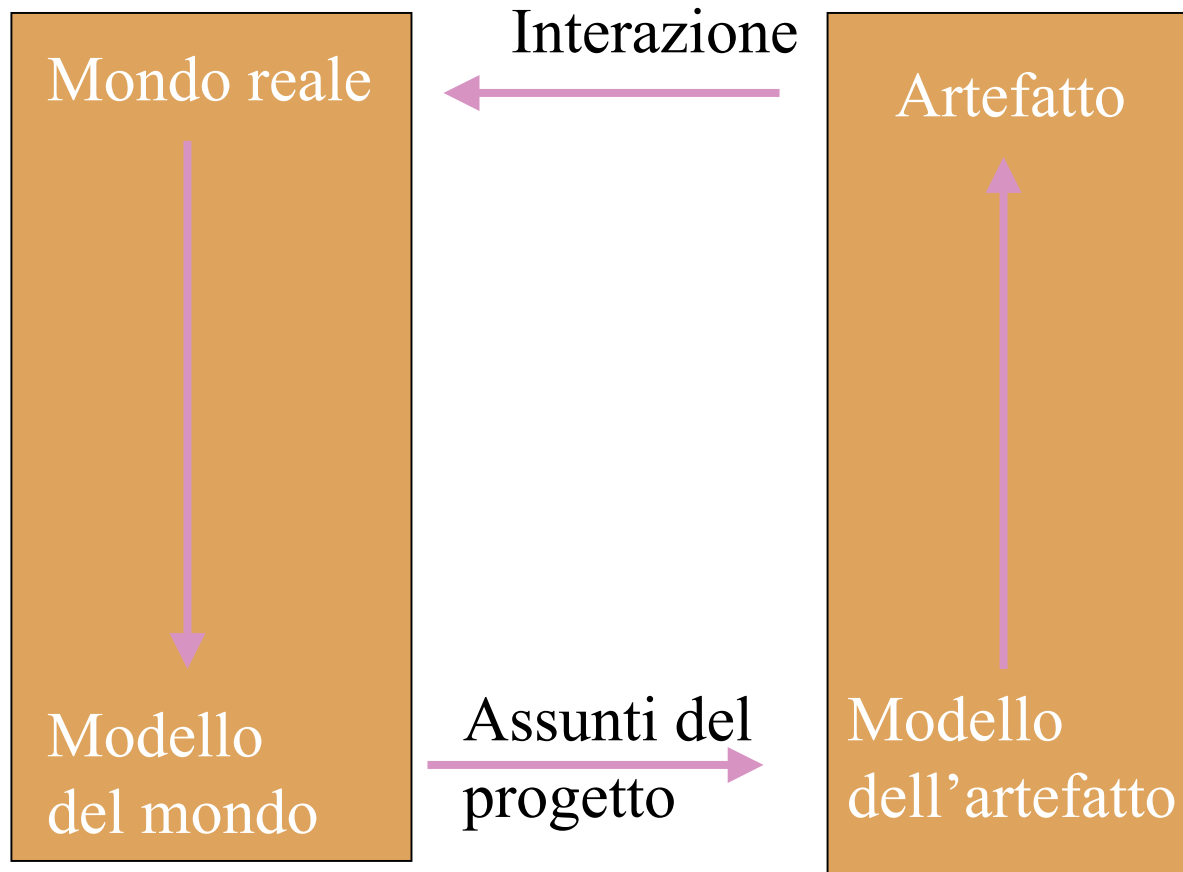 Interazione
Mondo reale
Artefatto
Modello
del mondo
Assunti del
progetto
Modello
dell’artefatto